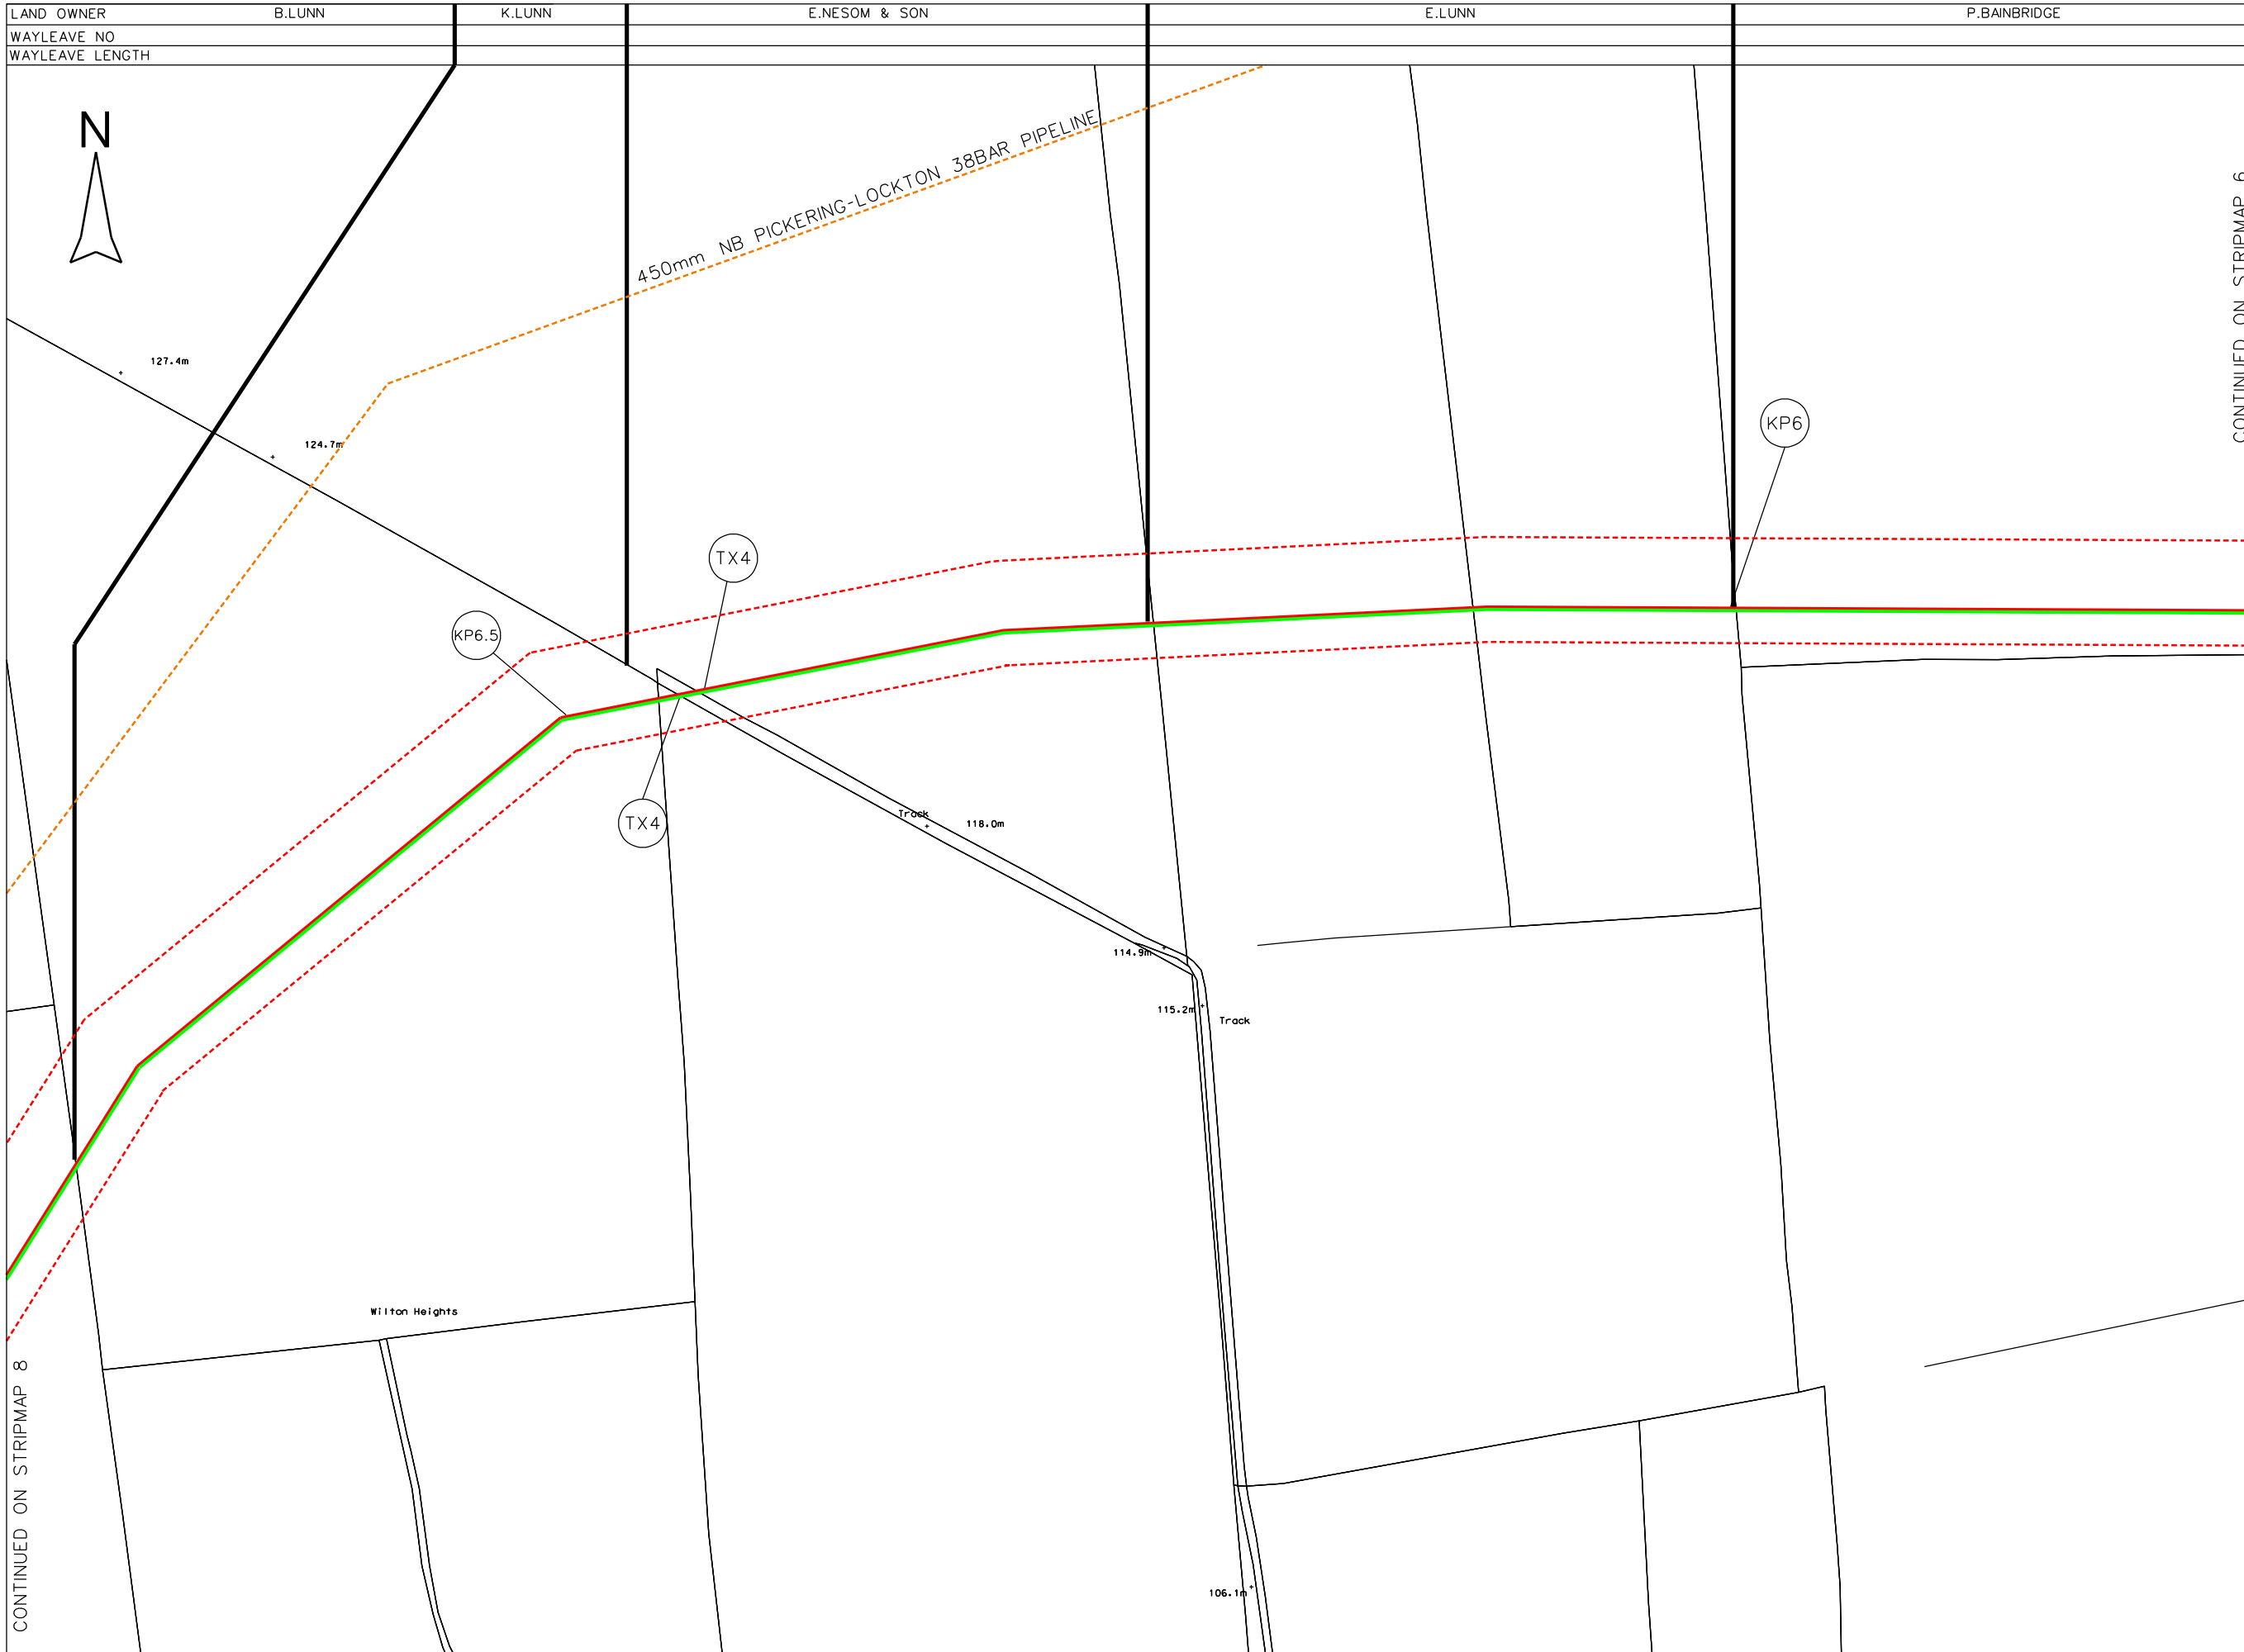 LAND OWNER B.LUNN K.LUNN E.NESOM & SON E.LUNN P.BAINBRIDGE
WAYLEAVE NO
WAYLEAVE LENGTH
N
450mm NB PICKERING-LOCKTON 38BAR PIPELINE
CONTINUED ON STRIPMAP 6
127.4m
124.7m
KP6
TX4
KP6.5
TX4
Track
118.0m
114.9m
115.2m
Track
Wilton Heights
CONTINUED ON STRIPMAP 8
106.1m